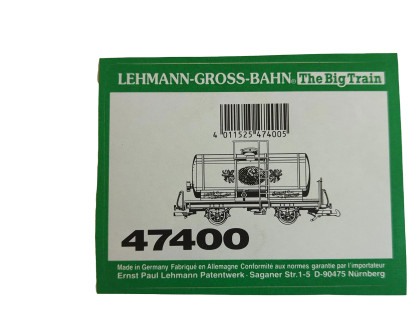 LEHMANN-GROSS-BAHN® The Big Train
4 011525 474005
47400
Made in Germany Fabriqué en Allemagne Conformité aux normes garantie par l'importateur
Ernst Paul Lehmann Patentwerk · Saganer Str.1-5 D-90475 Nürnberg